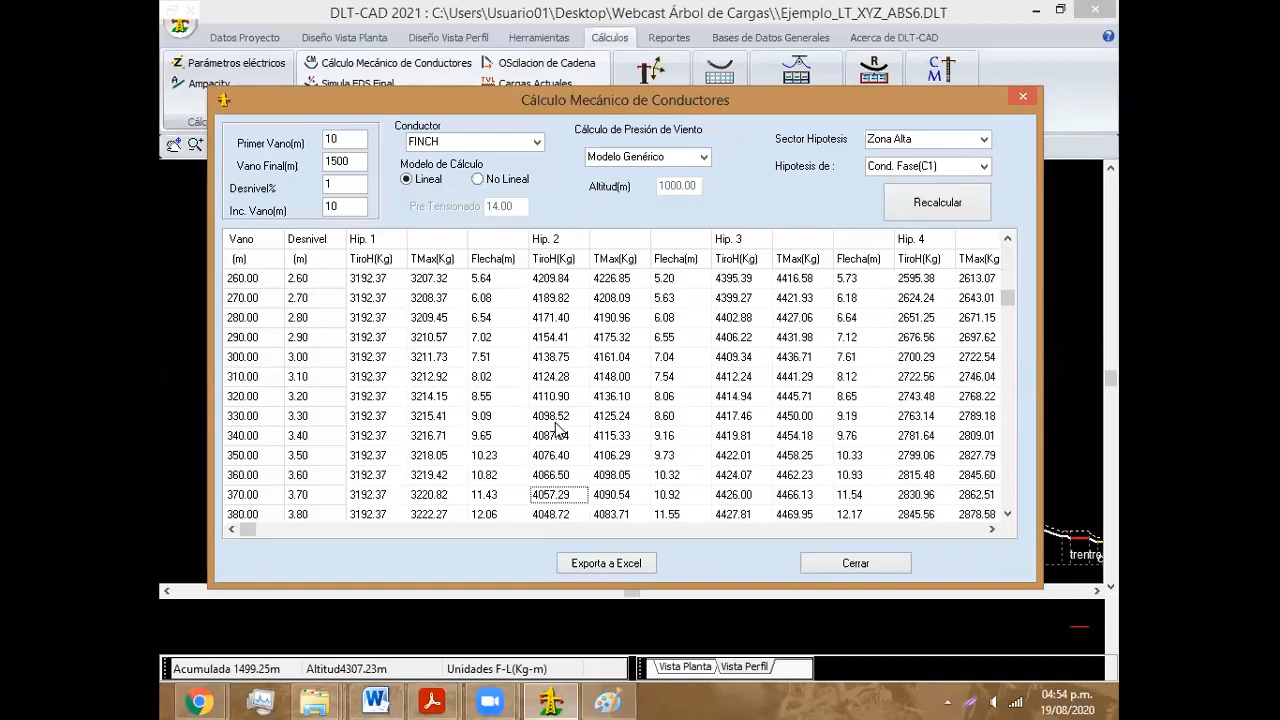 DLT-CAD 2021 : C:\Users\Usuario01\Desktop\Webcast Árbol de Cargas\\Ejemplo_LT_XYZ_ABS6.DLT
Datos Proyecto Diseño Vista Planta Diseño Vista Perfil Herramientas Cálculos Reportes Bases de Datos Generales Acerca de DLT-CAD
Parámetros eléctricos Cálculo Mecánico de Conductores OScilacion de Cadena
Ampacity Simula EDS Final Cargas Actuales
Cálculo Mecánico de Conductores
Primer Vano(m) 10
Vano Final(m) 1500
Desnivel% 1
Inc. Vano(m) 10
Conductor
FINCH
Modelo de Cálculo
Lineal No Lineal
Pre Tensionado 14.00
Cálculo de Presión de Viento
Modelo Genérico
Altitud(m) 1000.00
Sector Hipotesis Zona Alta
Hipotesis de : Cond. Fase(C1)
Recalcular
Vano Desnivel Hip. 1 Hip. 2 Hip. 3 Hip. 4
(m) (m) TiroH(Kg) TMax(Kg) Flecha(m) TiroH(Kg) TMax(Kg) Flecha(m) TiroH(Kg) TMax(Kg) Flecha(m) TiroH(Kg) TMax(Kg
260.00 2.60 3192.37 3207.32 5.64 4209.84 4226.85 5.20 4395.39 4416.58 5.73 2595.38 2613.07
270.00 2.70 3192.37 3208.37 6.08 4189.82 4208.09 5.63 4399.27 4421.93 6.18 2624.24 2643.01
280.00 2.80 3192.37 3209.45 6.54 4171.40 4190.96 6.08 4402.88 4427.06 6.64 2651.25 2671.15
290.00 2.90 3192.37 3210.57 7.02 4154.41 4175.32 6.55 4406.22 4431.98 7.12 2676.56 2697.62
300.00 3.00 3192.37 3211.73 7.51 4138.75 4161.04 7.04 4409.34 4436.71 7.61 2700.29 2722.54
310.00 3.10 3192.37 3212.92 8.02 4124.28 4148.00 7.54 4412.24 4441.29 8.12 2722.56 2746.04
320.00 3.20 3192.37 3214.15 8.55 4110.90 4136.10 8.06 4414.94 4445.71 8.65 2743.48 2768.22
330.00 3.30 3192.37 3215.41 9.09 4098.52 4125.24 8.60 4417.46 4450.00 9.19 2763.14 2789.18
340.00 3.40 3192.37 3216.71 9.65 4115.33 9.16 4419.81 4454.18 9.76 2781.64 2809.01
350.00 3.50 3192.37 3218.05 10.23 4076.40 4106.29 9.73 4422.01 4458.25 10.33 2799.06 2827.79
360.00 3.60 3192.37 3219.42 10.82 4066.50 4098.05 10.32 4424.07 4462.23 10.93 2815.48 2845.60
370.00 3.70 3192.37 3220.82 11.43 4057.29 4090.54 10.92 4426.00 4466.13 11.54 2830.96 2862.51
380.00 3.80 3192.37 3222.27 12.06 4048.72 4083.71 11.55 4427.81 4469.95 12.17 2845.56 2878.58
Exporta a Excel Cerrar
Acumulada 1499.25m Altitud4307.23m Unidades F-L(Kg-m) Vista Planta Vista Perfil
04:54 p.m.
19/08/2020